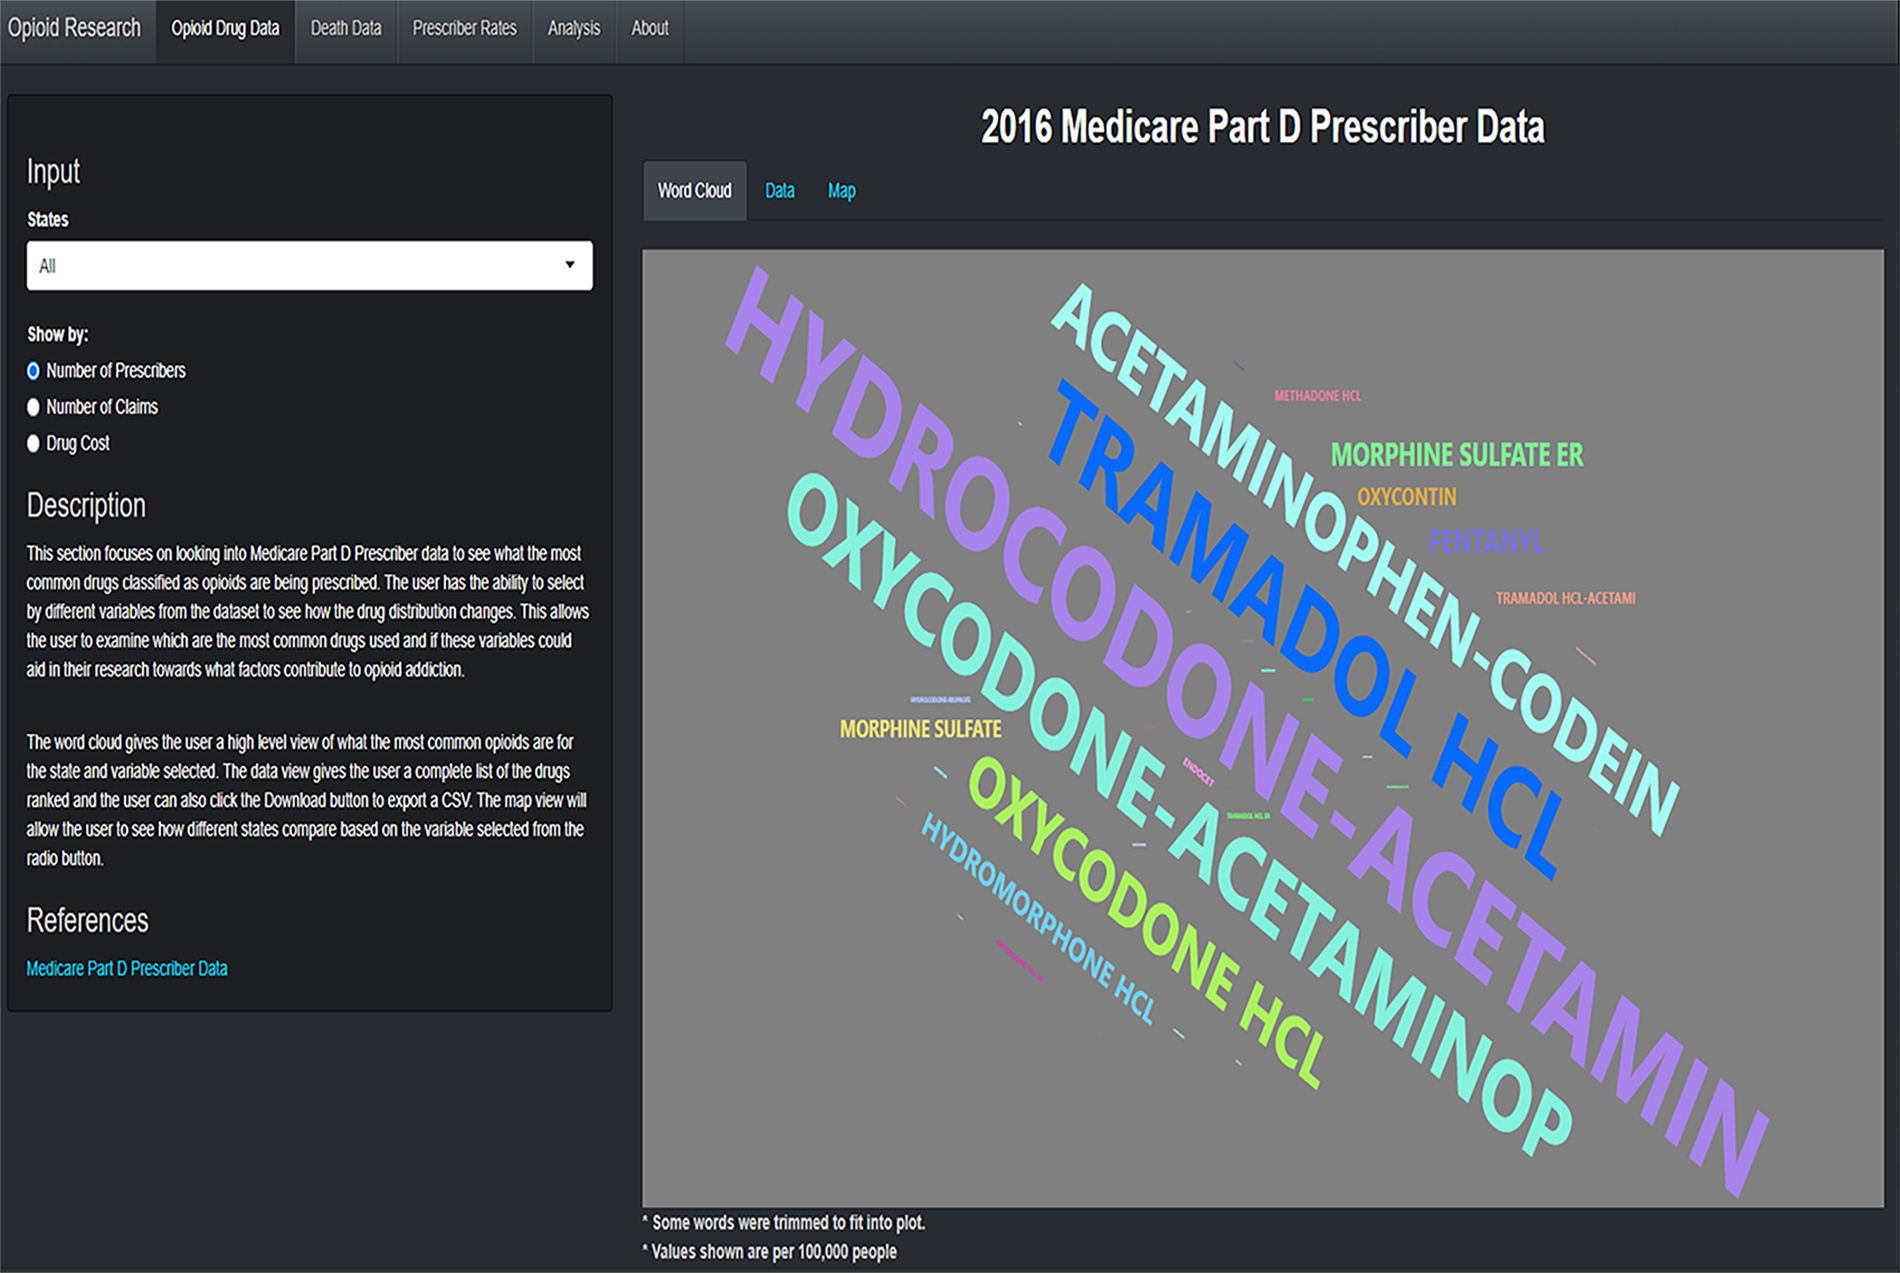 Opioid Research
Opioid Drug Data
Death Data
Prescriber Rates
Analysis
About
Input
States
All
Show by:
Number of Prescribers
Number of Claims
Drug Cost
Description
This section focuses on looking into Medicare Part D Prescriber data to see what the most
common drugs classified as opioids are being prescribed. The user has the ability to select
by different variables from the dataset to see how the drug distribution changes. This allows
the user to examine which are the most common drugs used and if these variables could
aid in their research towards what factors contribute to opioid addiction.
The word cloud gives the user a high level view of what the most common opioids are for
the state and variable selected. The data view gives the user a complete list of the drugs
ranked and the user can also click the Download button to export a CSV. The map view will
allow the user to see how different states compare based on the variable selected from the
radio button.
References
Medicare Part D Prescriber Data
2016 Medicare Part D Prescriber Data
Word Cloud
Data
Map
HYDROCODONE-ACETAMIN
ACETAMINOPHEN-CODEIN
TRAMADOL HCL
OXYCODONE-ACETAMINOP
METHADONE HCL
MORPHINE SULFATE ER
OXYCONTIN
FENTANYL
TRAMADOL HCL-ACETAMI
MORPHINE SULFATE
ENDOCET
TRAMADOL HCL ER
OXYCODONE HCL
HYDROMORPHONE HCL
* Some words were trimmed to fit into plot.
* Values shown are per 100,000 people